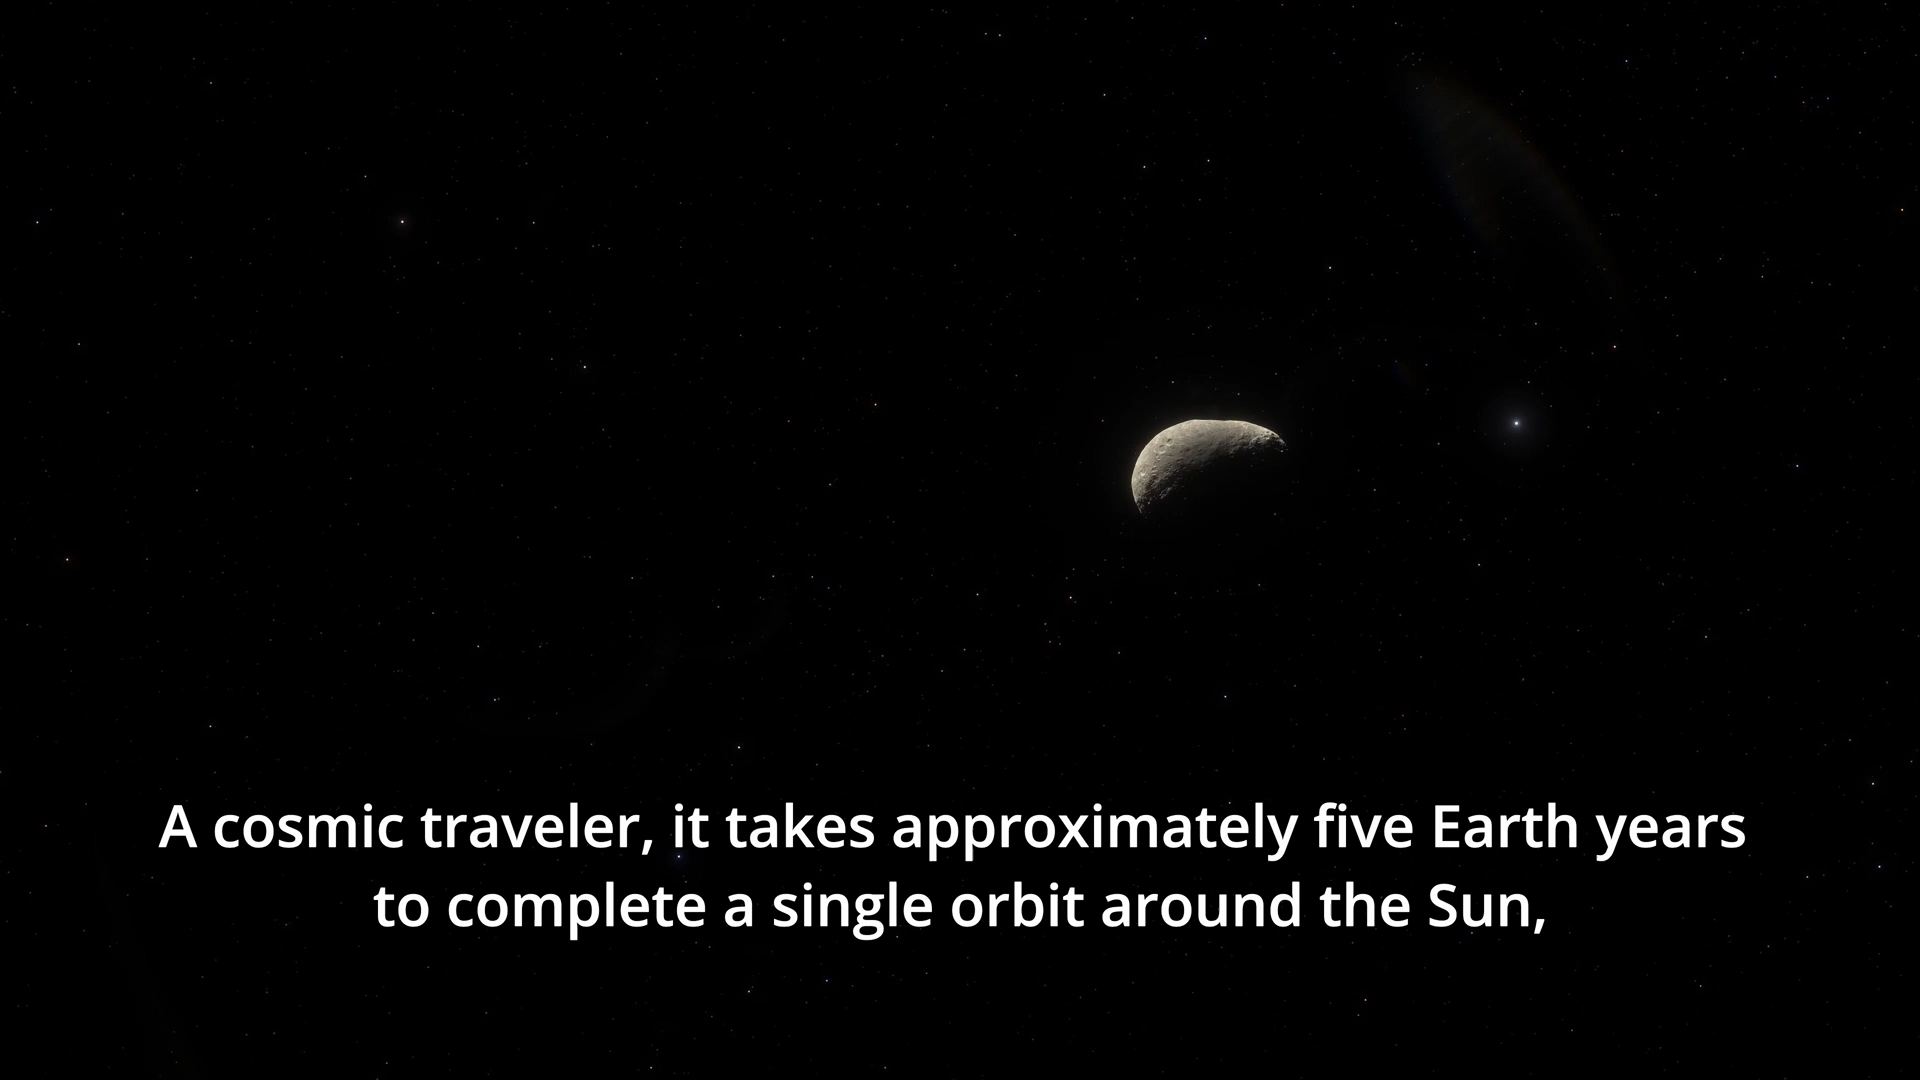 A cosmic traveler, it takes approximately five Earth years
to complete a single orbit around the Sun,